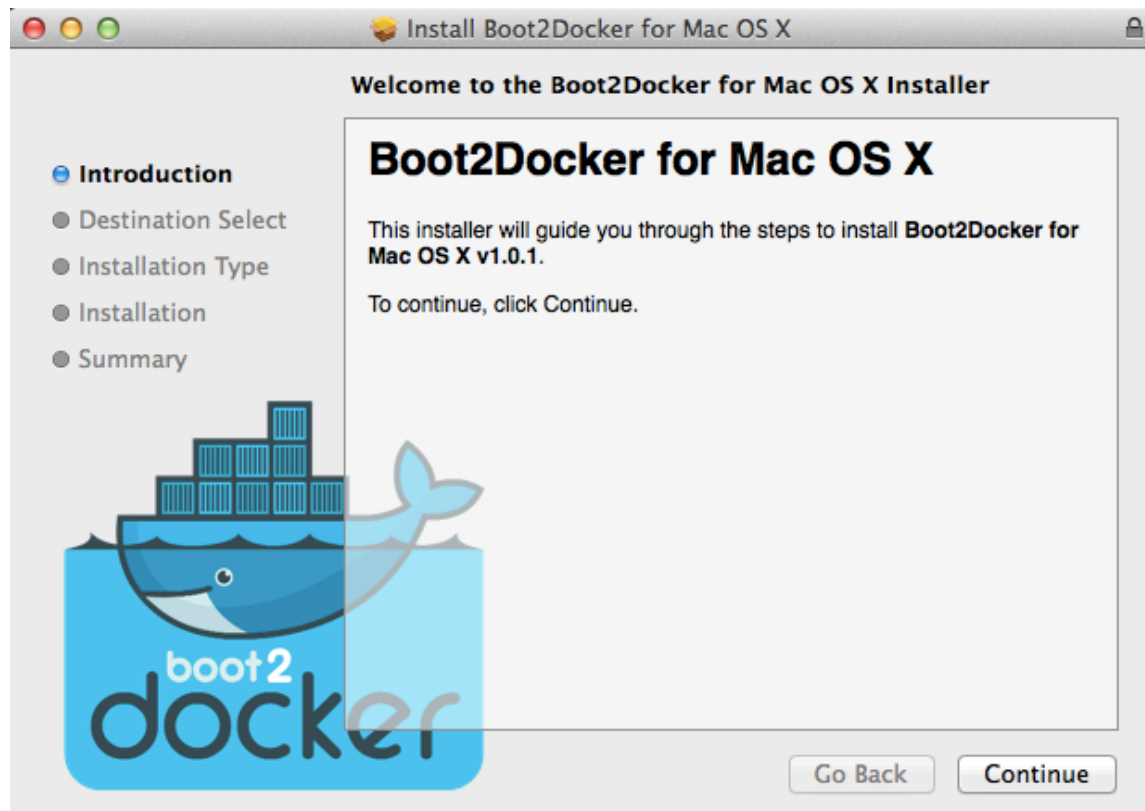 Install Boot2Docker for Mac OS X
Welcome to the Boot2Docker for Mac OS X Installer
Introduction
Destination Select
Installation Type
Installation
Summary
Boot2Docker for Mac OS X
This installer will guide you through the steps to install Boot2Docker for
Mac OS X v1.0.1.
To continue, click Continue.
boot2
docker
Go Back
Continue